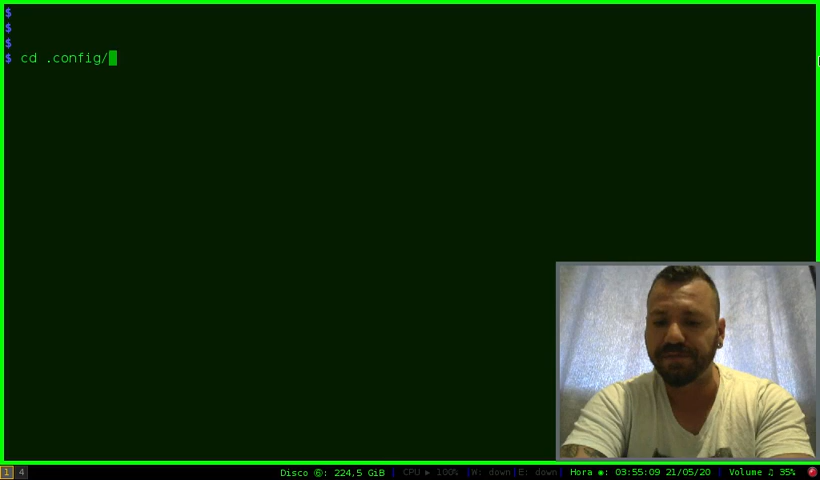 $
$
$
$ cd .config/
1 4 Disco ⑥: 224,5 GiB | CPU ▶ 100% |W: down|E: down| Hora ◉: 03:55:09 21/05/20 | Volume ♫ 35%